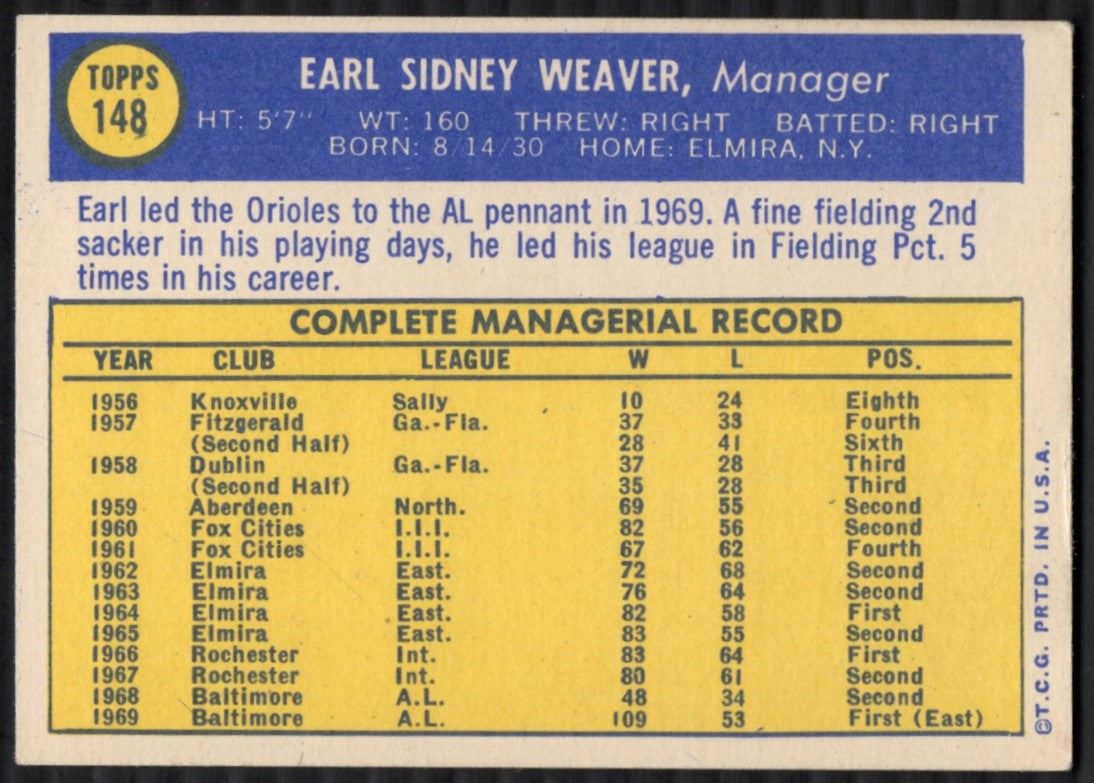 TOPPS
148
EARL SIDNEY WEAVER, Manager
HT: 5'7" WT: 160 THREW: RIGHT BATTED: RIGHT
BORN: 8/14/30 HOME: ELMIRA, N.Y.
Earl led the Orioles to the AL pennant in 1969. A fine fielding 2nd
sacker in his playing days, he led his league in Fielding Pct. 5
times in his career.
COMPLETE MANAGERIAL RECORD
YEAR CLUB LEAGUE W L POS.
1956 Knoxville Sally 10 24 Eighth
1957 Fitzgerald Ga.-Fla. 37 33 Fourth
(Second Half) 28 41 Sixth
1958 Dublin Ga.-Fla. 37 28 Third
(Second Half) 35 28 Third
1959 Aberdeen North. 69 55 Second
1960 Fox Cities I.I.I. 82 56 Second
1961 Fox Cities I.I.I. 67 62 Fourth
1962 Elmira East. 72 68 Second
1963 Elmira East. 76 64 Second
1964 Elmira East. 82 58 First
1965 Elmira East. 83 55 Second
1966 Rochester Int. 83 64 First
1967 Rochester Int. 80 61 Second
1968 Baltimore A.L. 48 34 Second
1969 Baltimore A.L. 109 53 First (East)
©T.C.G. PRTD. IN U.S.A.